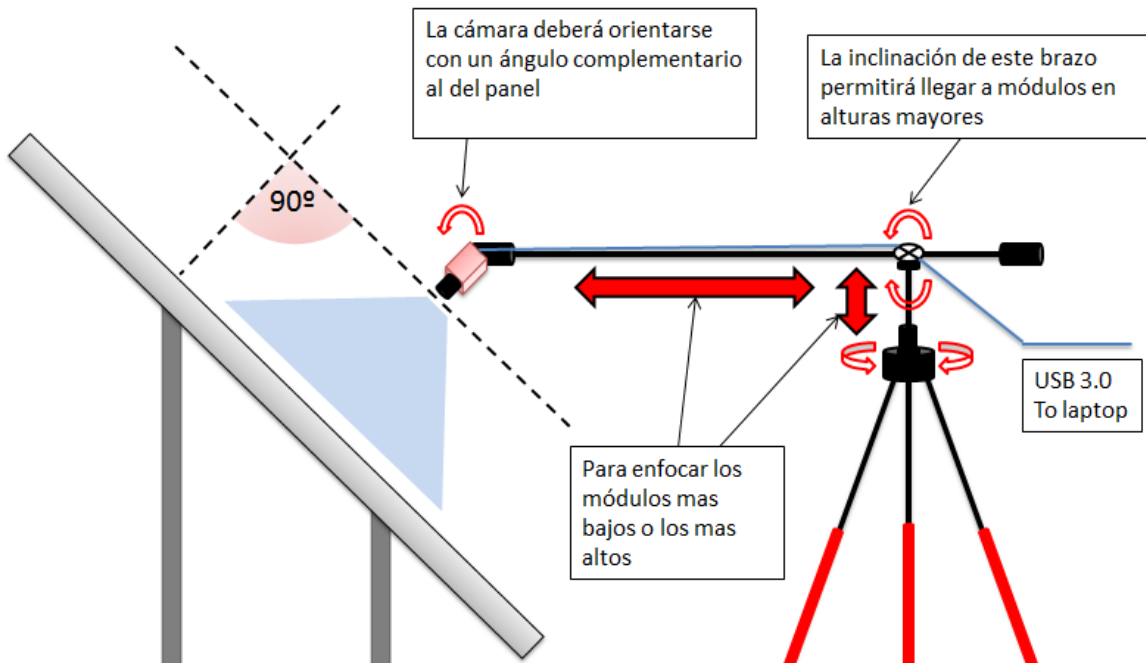 La cámara deberá orientarse
con un ángulo complementario
al del panel
La inclinación de este brazo
permitirá llegar a módulos en
alturas mayores
90º
USB 3.0
To laptop
Para enfocar los
módulos mas
bajos o los mas
altos